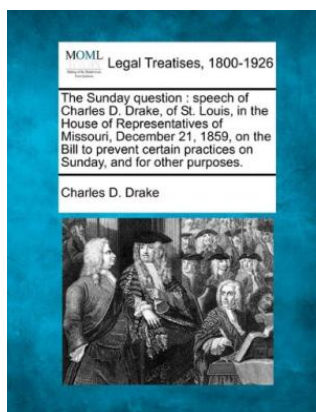 MOML
Legal Treatises, 1800-1926
The Sunday question : speech of
Charles D. Drake, of St. Louis, in the
House of Representatives of
Missouri, December 21, 1859, on the
Bill to prevent certain practices on
Sunday, and for other purposes.
Charles D. Drake